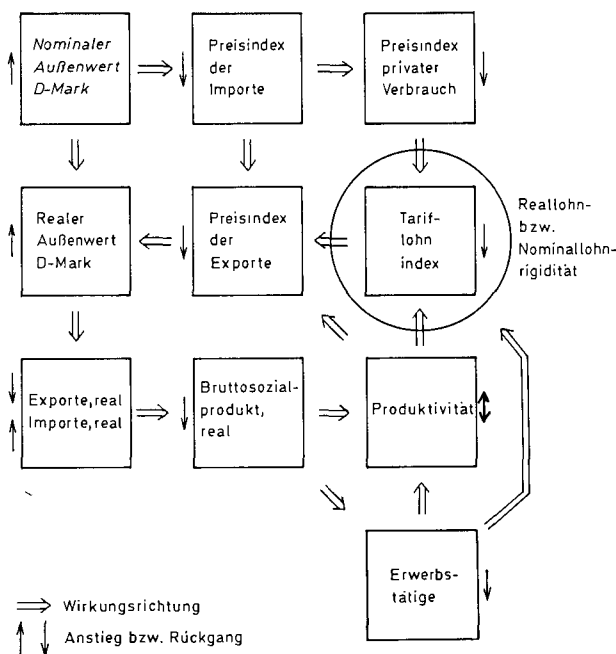 Nominaler
Außenwert
D-Mark
Preisindex
der
Importe
Preisindex
privater
Verbrauch
Realer
Außenwert
D-Mark
Preisindex
der
Exporte
Tarif-
lohn
index
Reallohn-
bzw.
Nominallohn-
rigidität
Exporte, real
Importe, real
Bruttosozial-
produkt,
real
Produktivität
Erwerbs-
tätige
Wirkungsrichtung
Anstieg bzw. Rückgang